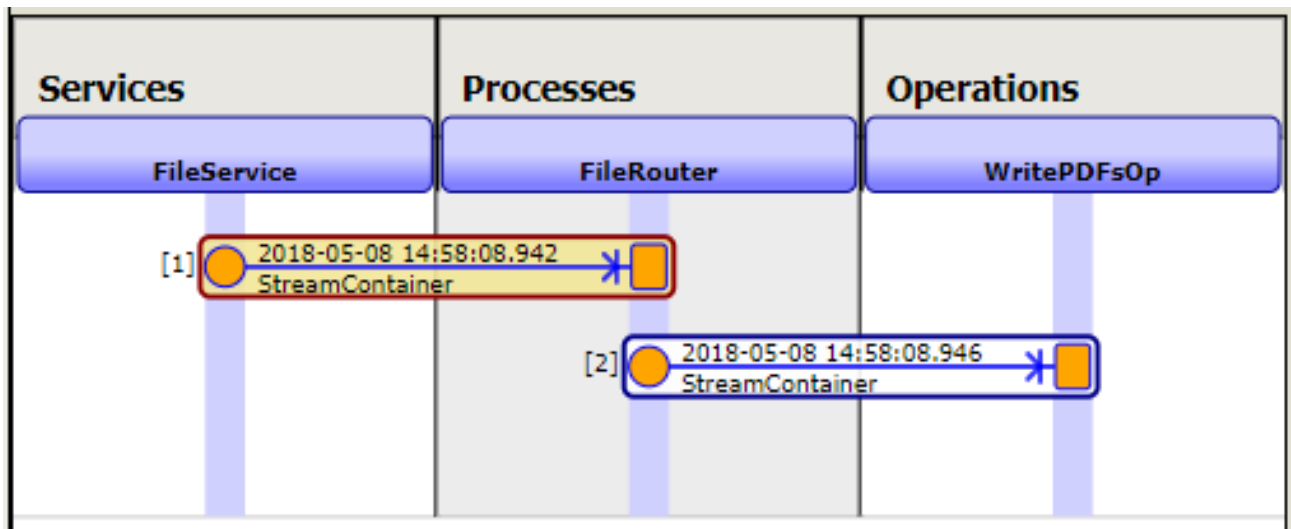 Services
Processes
Operations
FileService
FileRouter
WritePDFsOp
[1]
2018-05-08 14:58:08.942
StreamContainer
[2]
2018-05-08 14:58:08.946
StreamContainer